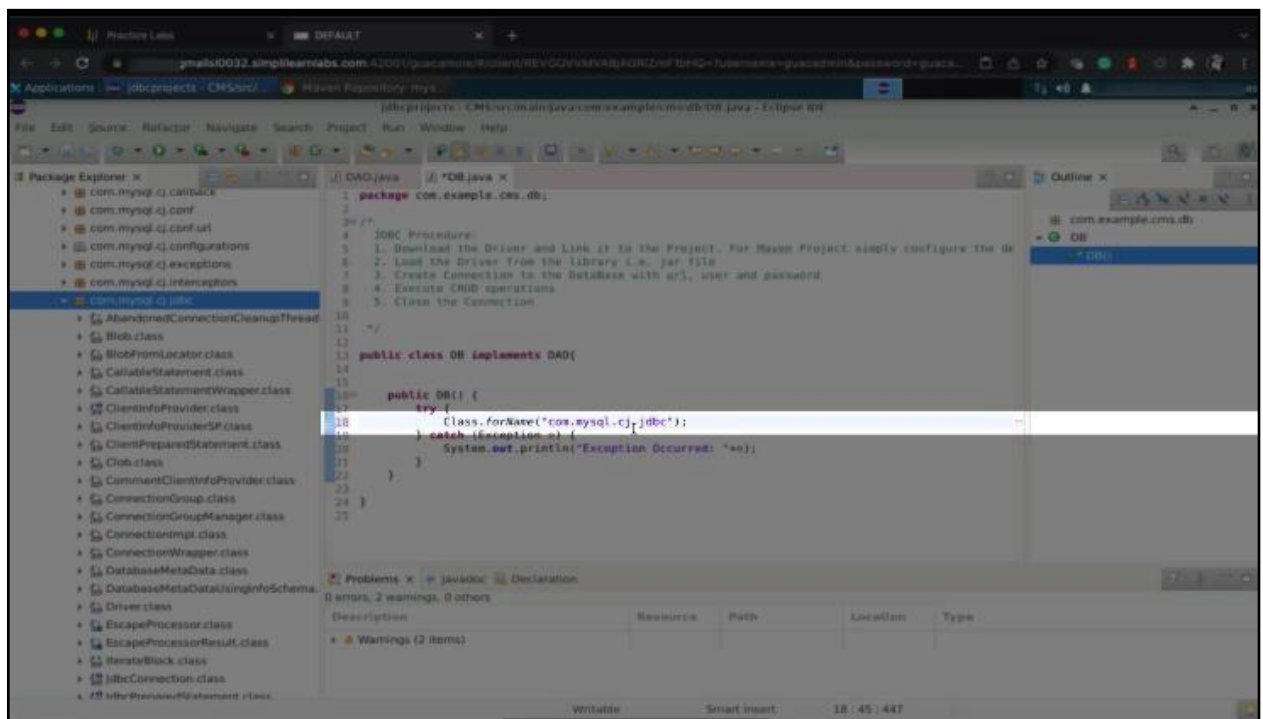 Practice Labs
DEFAULT
Applications
jdbcprojects - CMS/src/...
Maven Repository: mys...
jdbcprojects - CMS/src/main/java/com/example/cms/db/DB.java - Eclipse IDE
File Edit Source Refactor Navigate Search Project Run Window Help
Package Explorer
com.mysql.cj.callback
com.mysql.cj.conf
com.mysql.cj.conf.url
com.mysql.cj.configurations
com.mysql.cj.exceptions
com.mysql.cj.interceptors
com.mysql.cj.jdbc
AbandonedConnectionCleanupThread
Blob.class
BlobFromLocator.class
CallableStatement.class
CallableStatementWrapper.class
ClientInfoProvider.class
ClientInfoProviderSP.class
ClientPreparedStatement.class
Clob.class
CommentClientInfoProvider.class
ConnectionGroup.class
ConnectionGroupManager.class
ConnectionImpl.class
ConnectionWrapper.class
DatabaseMetaData.class
DatabaseMetaDataUsingInfoSchema.
Driver.class
EscapeProcessor.class
EscapeProcessorResult.class
IterateBlock.class
JdbcConnection.class
JdbcPreparedStatement.class
DAO.java *DB.java
1 package com.example.cms.db;
2
3 /*
4 JDBC Procedure:
5 1. Download the Driver and Link it to the Project. For Maven Project simply configure the de
6 2. Load the Driver from the library i.e. jar file
7 3. Create Connection to the DataBase with url, user and password
8 4. Execute CRUD operations
9 5. Close the Connection
10
11 */
12
13 public class DB implements DAO{
14
15
16 public DB() {
17 try {
18 Class.forName("com.mysql.cj.jdbc");
19 } catch (Exception e) {
20 System.out.println("Exception Occurred: "+e);
21 }
22 }
23
24 }
25
Outline
com.example.cms.db
DB
DB()
Problems Javadoc Declaration
0 errors, 2 warnings, 0 others
Description Resource Path Location Type
Warnings (2 items)
Writable Smart Insert 18 : 45 : 447